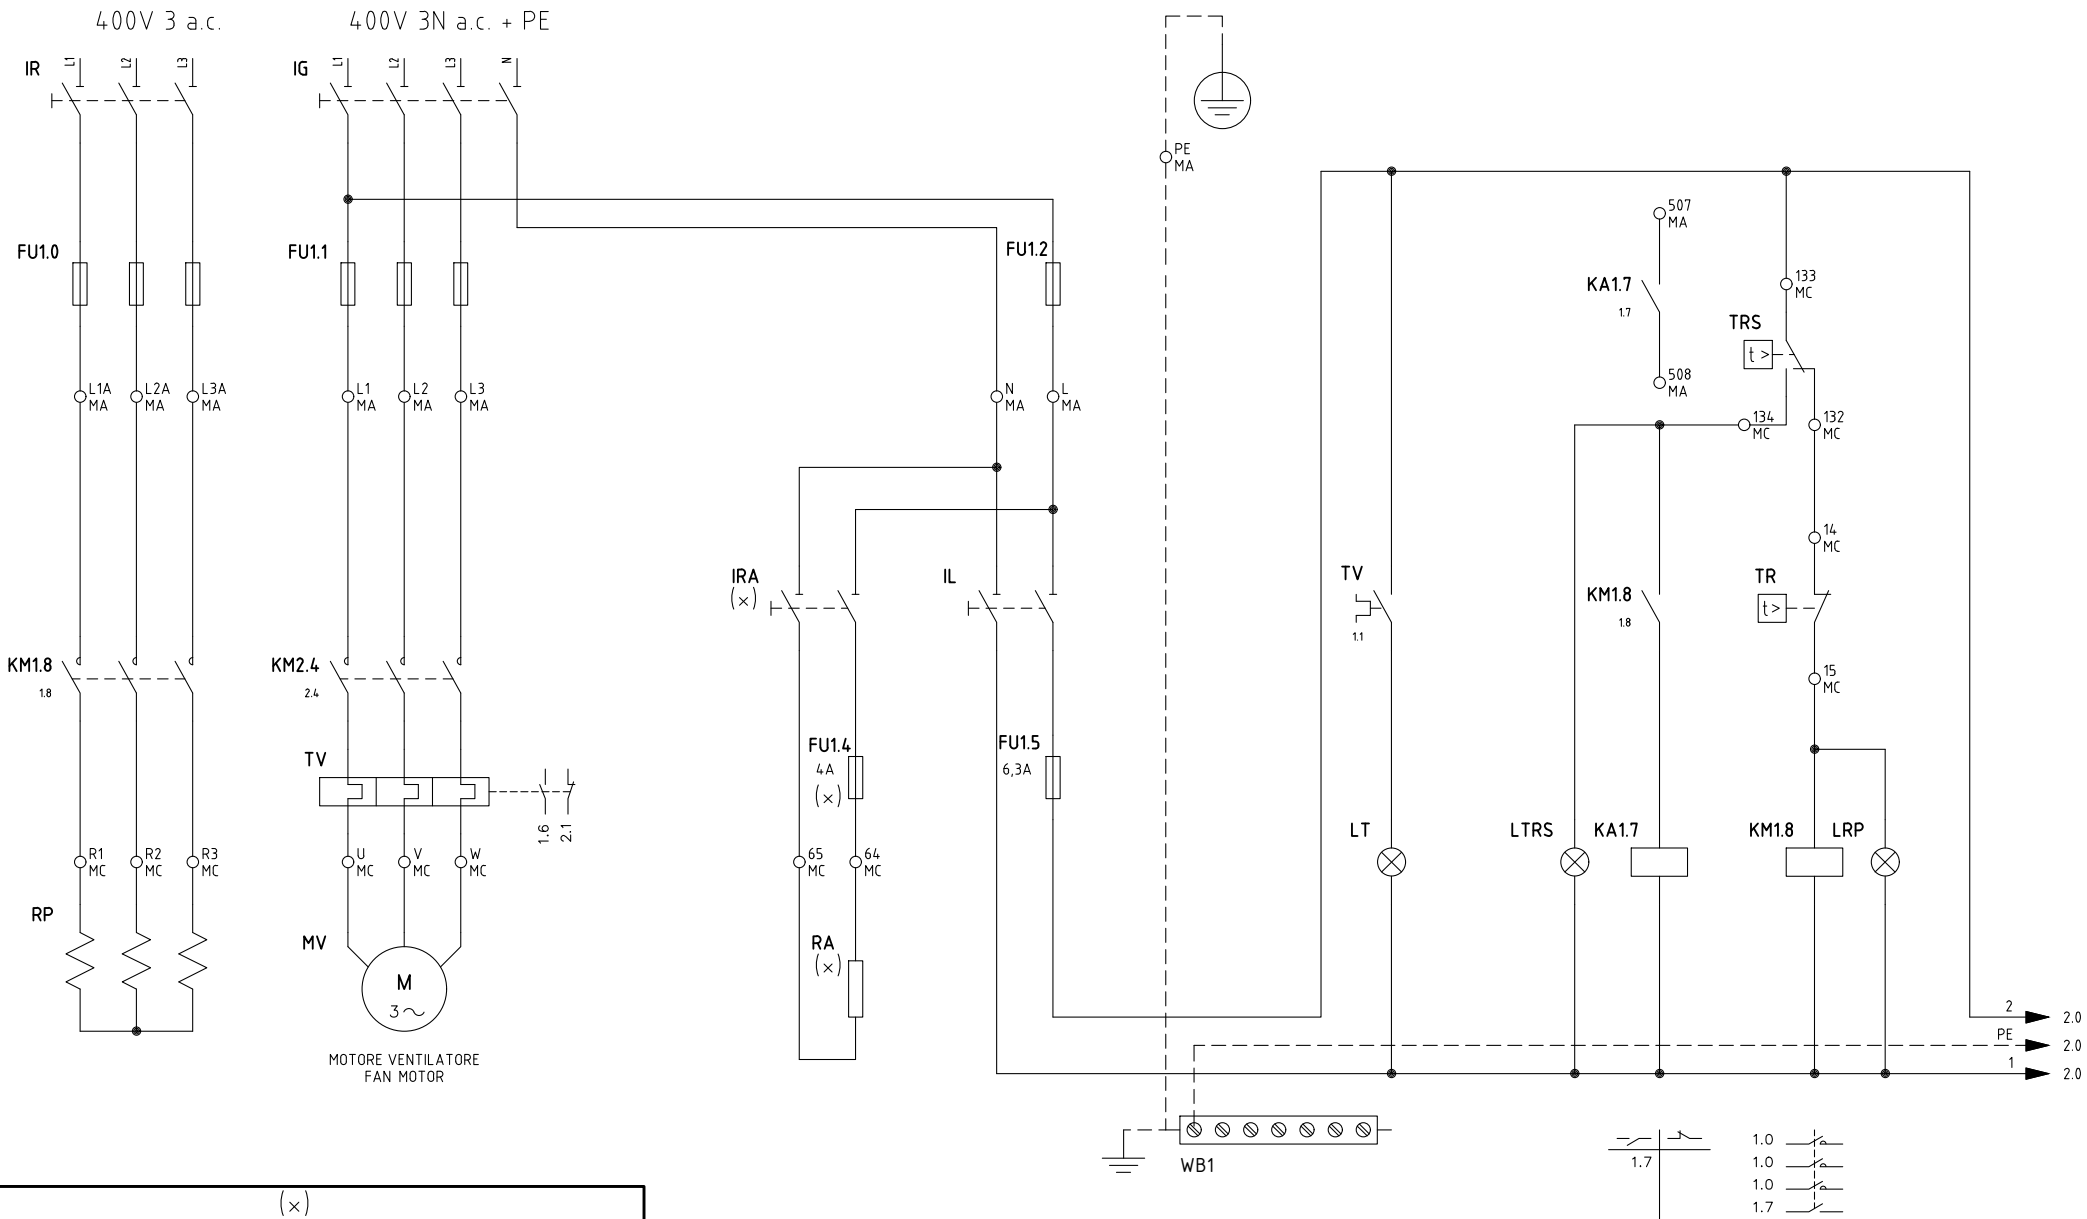 400V 3 a.c.
400V 3N a.c. + PE
IR
L1
L2
L3
IG
L1
L2
L3
N
PE
MA
FU1.0
FU1.1
FU1.2
507
MA
KA1.7
1.7
133
MC
TRS
t >
508
MA
L1A
MA
L2A
MA
L3A
MA
L1
MA
L2
MA
L3
MA
N
MA
L
MA
134
MC
132
MC
14
MC
IRA
(x)
IL
TV
1.1
KM1.8
1.8
TR
t>
KM1.8
1.8
KM2.4
2.4
15
MC
TV
1.6
2.1
FU1.4
4A
(x)
FU1.5
6,3A
R1
MC
R2
MC
R3
MC
U
MC
V
MC
W
MC
65
MC
64
MC
LT
LTRS
KA1.7
KM1.8
LRP
RP
MV
M
3~
RA
(x)
MOTORE VENTILATORE
FAN MOTOR
2
2.0
PE
2.0
1
2.0
WB1
1.7
1.0
1.0
1.0
1.7
(x)